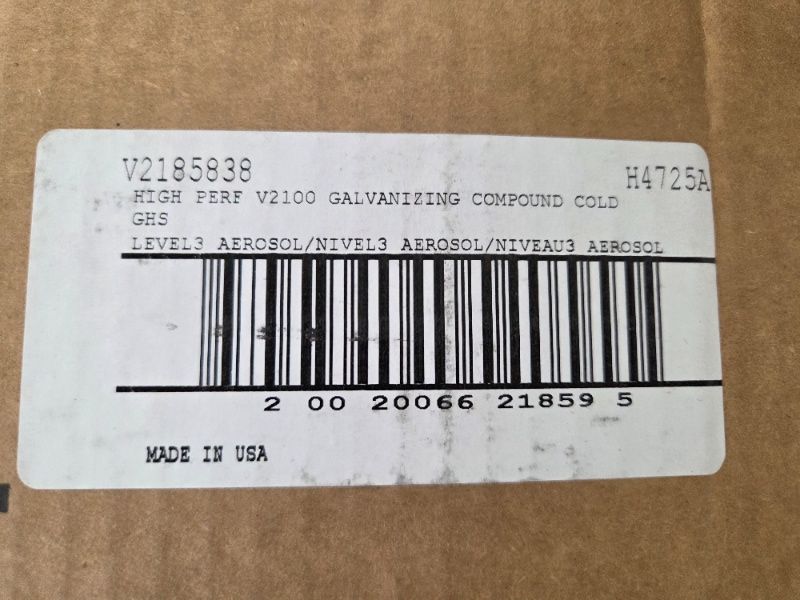 V2185838
H4725A
HIGH PERF V2100 GALVANIZING COMPOUND COLD
GHS
LEVEL3 AEROSOL/NIVEL3 AEROSOL/NIVEAU3 AEROSOL
2 00 20066 21859 5
MADE IN USA